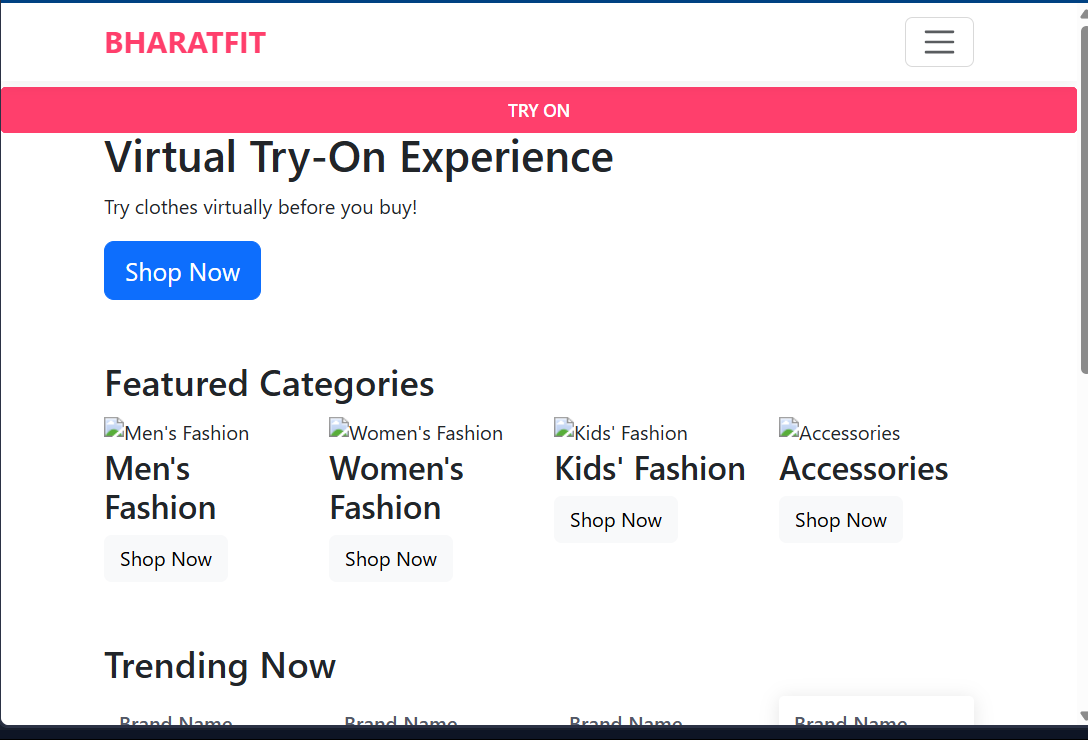 BHARATFIT
TRY ON
Virtual Try-On Experience
Try clothes virtually before you buy!
Shop Now
Featured Categories
Men's Fashion
Men's
Fashion
Shop Now
Women's Fashion
Women's
Fashion
Shop Now
Kids' Fashion
Kids' Fashion
Shop Now
Accessories
Accessories
Shop Now
Trending Now
Brand Name
Brand Name
Brand Name
Brand Name